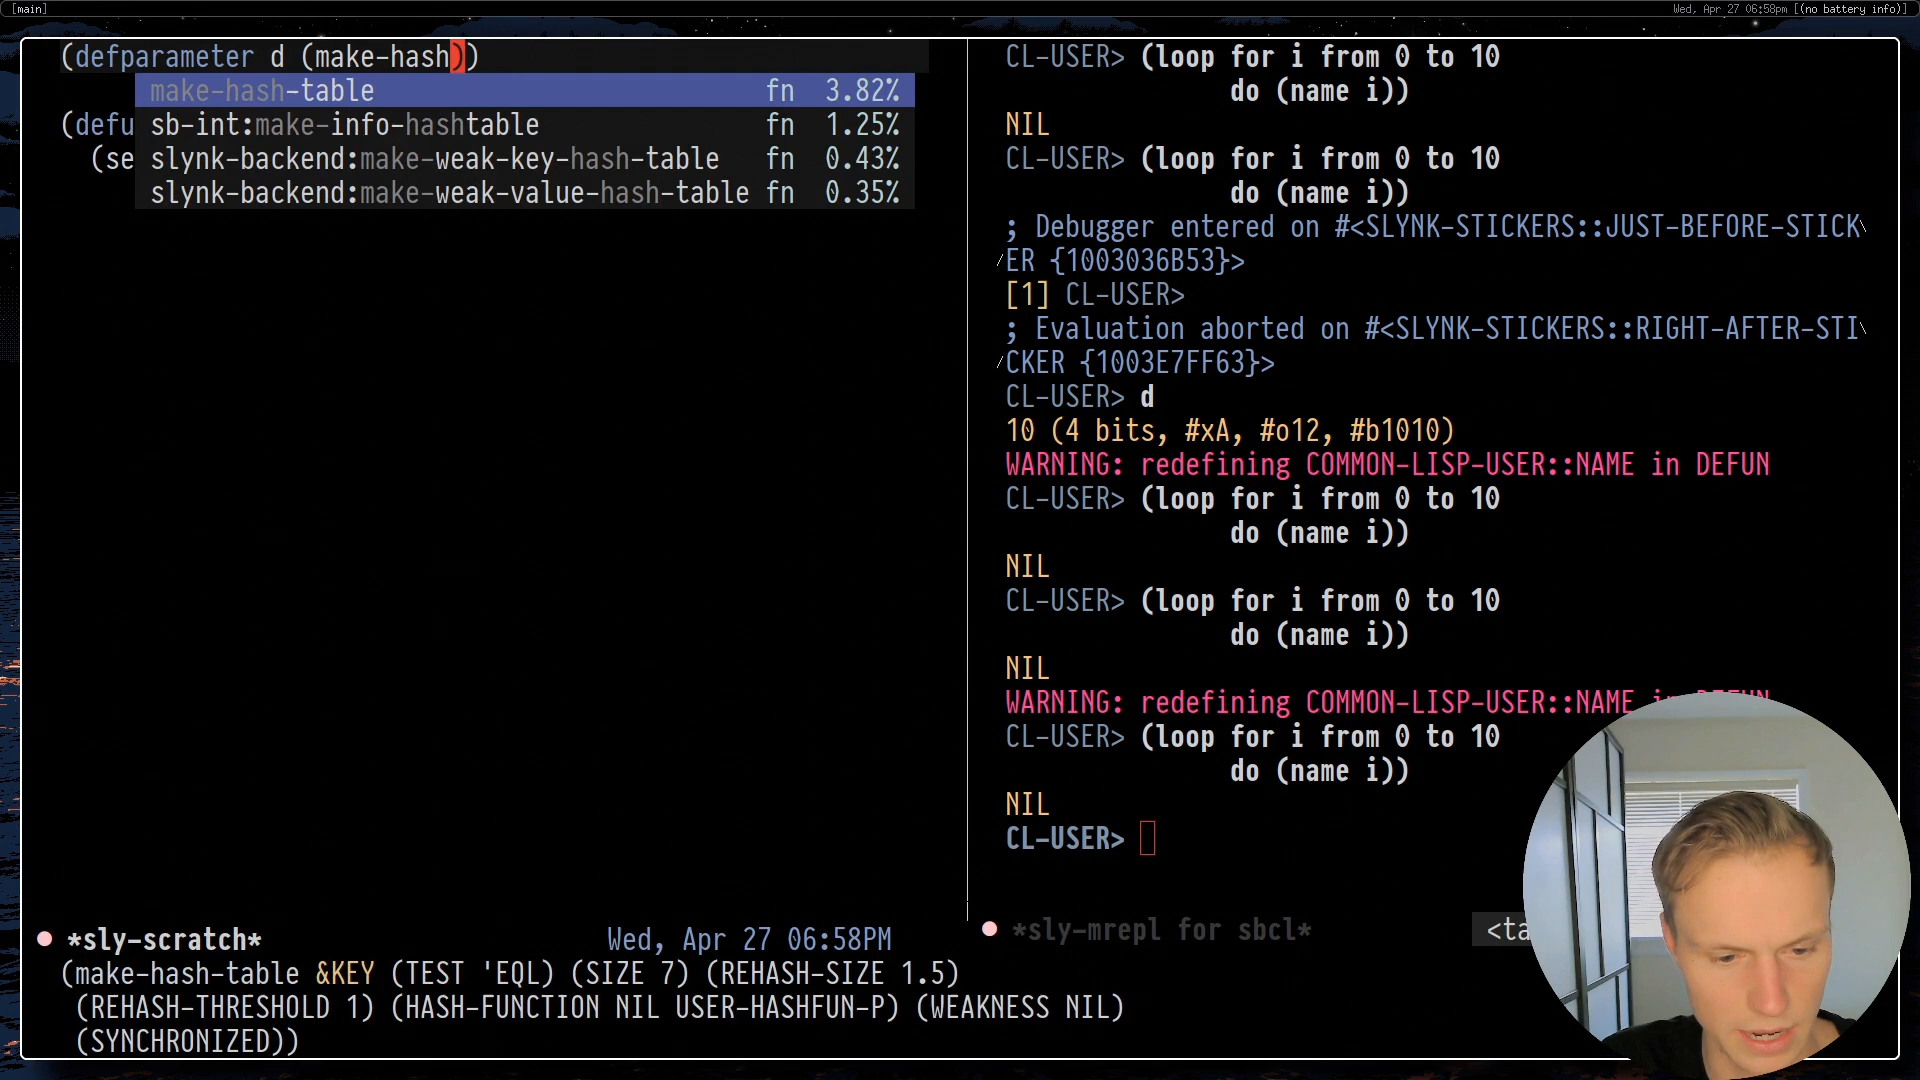 [main]
Wed, Apr 27 06:58pm [(no battery info)]
(defparameter d (make-hash))
make-hash-table fn 3.82%
(defu sb-int:make-info-hashtable fn 1.25%
(se slynk-backend:make-weak-key-hash-table fn 0.43%
slynk-backend:make-weak-value-hash-table fn 0.35%
*sly-scratch* Wed, Apr 27 06:58PM
CL-USER> (loop for i from 0 to 10
do (name i))
NIL
CL-USER> (loop for i from 0 to 10
do (name i))
; Debugger entered on #<SLYNK-STICKERS::JUST-BEFORE-STICK\
/ER {1003036B53}>
[1] CL-USER>
; Evaluation aborted on #<SLYNK-STICKERS::RIGHT-AFTER-STI\
/CKER {1003E7FF63}>
CL-USER> d
10 (4 bits, #xA, #o12, #b1010)
WARNING: redefining COMMON-LISP-USER::NAME in DEFUN
CL-USER> (loop for i from 0 to 10
do (name i))
NIL
CL-USER> (loop for i from 0 to 10
do (name i))
NIL
WARNING: redefining COMMON-LISP-USER::NAME in DEFUN
CL-USER> (loop for i from 0 to 10
do (name i))
NIL
CL-USER>
*sly-mrepl for sbcl* <ta
(make-hash-table &KEY (TEST 'EQL) (SIZE 7) (REHASH-SIZE 1.5)
(REHASH-THRESHOLD 1) (HASH-FUNCTION NIL USER-HASHFUN-P) (WEAKNESS NIL)
(SYNCHRONIZED))